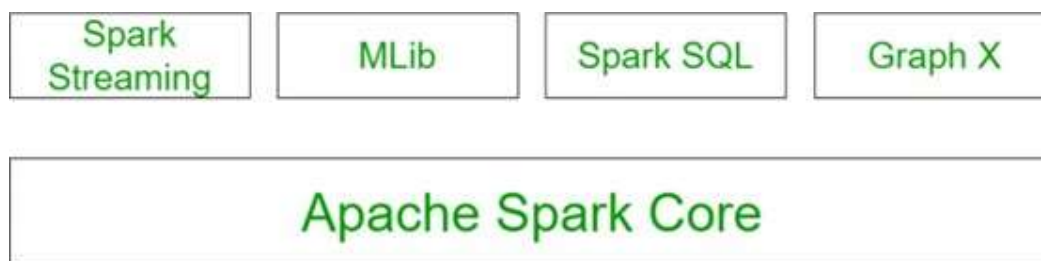 Spark
Streaming
MLib
Spark SQL
Graph X
Apache Spark Core